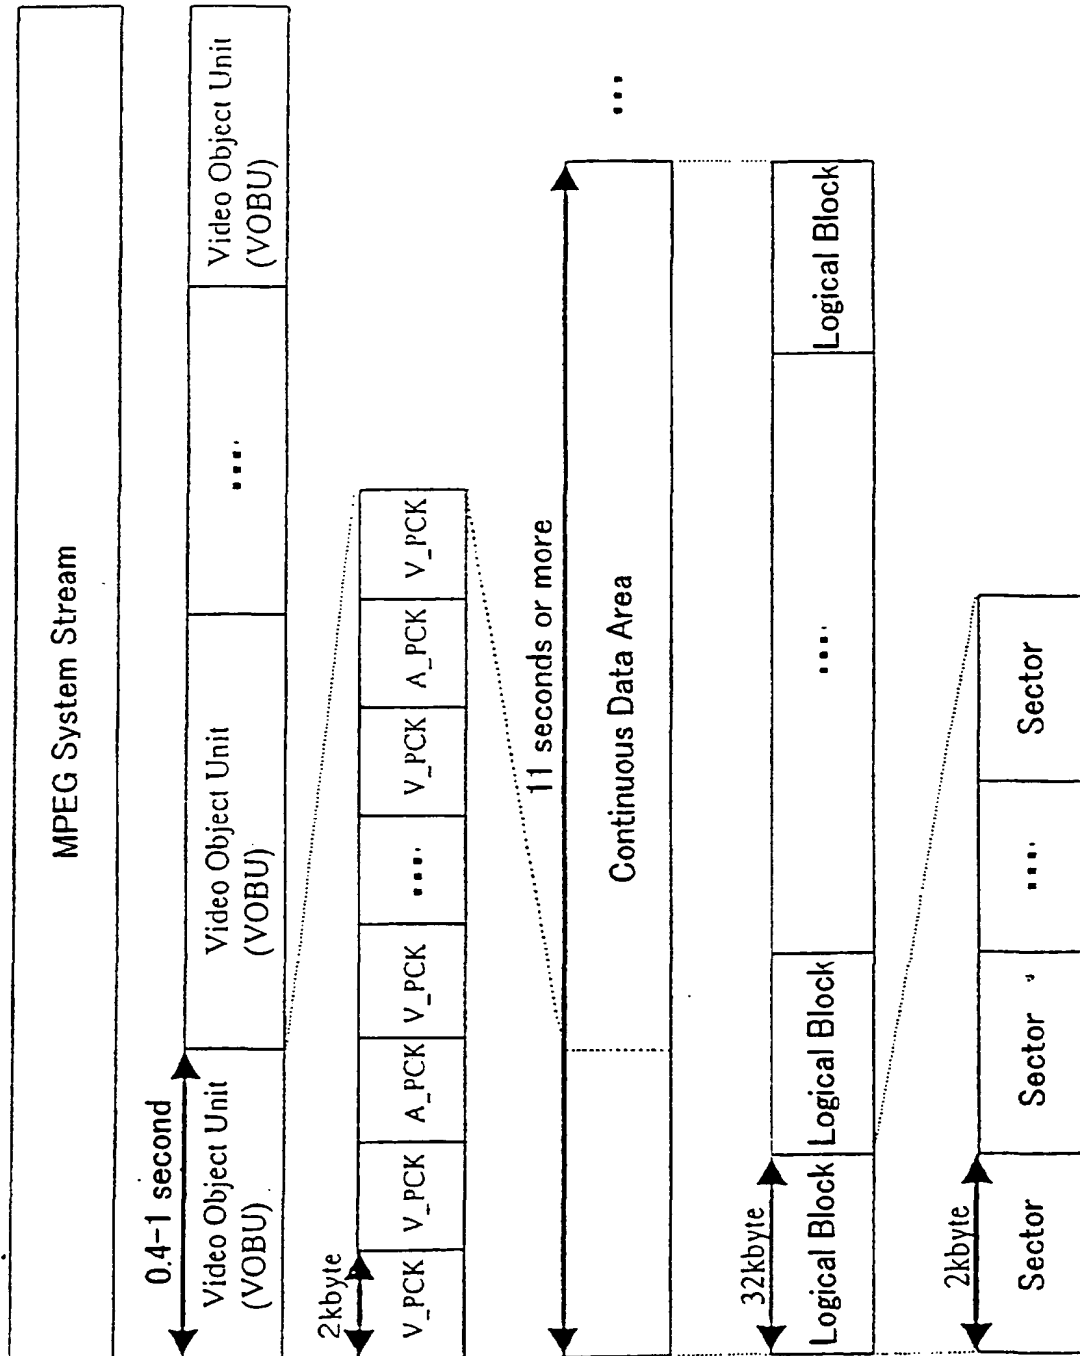 MPEG System Stream
0.4-1 second
Video Object Unit
(VOBU)
Video Object Unit
(VOBU)
....
Video Object Unit
(VOBU)
2kbyte
V_PCK
V_PCK
A_PCK
V_PCK
....
V_PCK
A_PCK
V_PCK
11 seconds or more
Continuous Data Area
...
32kbyte
Logical Block
Logical Block
....
Logical Block
2kbyte
Sector
Sector
....
Sector